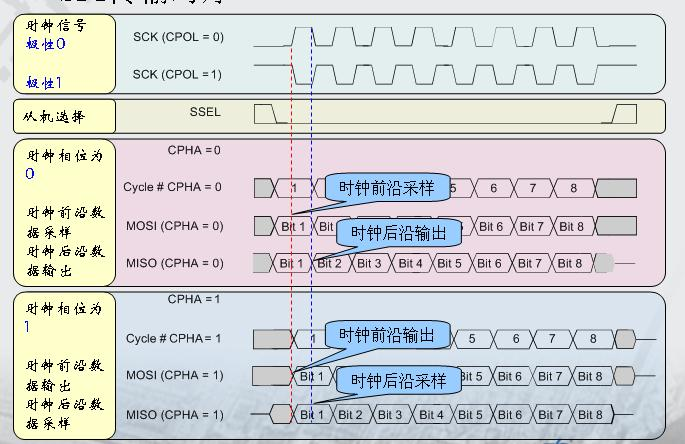 时钟信号
极性0
SCK (CPOL = 0)
极性1
SCK (CPOL = 1)
从机选择
SSEL
时钟相位为
0
CPHA = 0
Cycle # CPHA = 0
1
时钟前沿采样
5 6 7 8
时钟前沿数
据采样
MOSI (CPHA = 0)
Bit 1 Bit
时钟后沿输出
Bit 6 Bit 7 Bit 8
时钟后沿数
据输出
MISO (CPHA = 0)
Bit 1 Bit 2 Bit 3 Bit 4 Bit 5 Bit 6 Bit 7 Bit 8
时钟相位为
1
CPHA = 1
Cycle # CPHA = 1
1
时钟前沿输出
5 6 7 8
时钟前沿数
据输出
MOSI (CPHA = 1)
Bit 1
时钟后沿采样
Bit 5 Bit 6 Bit 7 Bit 8
时钟后沿数
据采样
MISO (CPHA = 1)
Bit 1 Bit 2 Bit 3 Bit 4 Bit 5 Bit 6 Bit 7 Bit 8